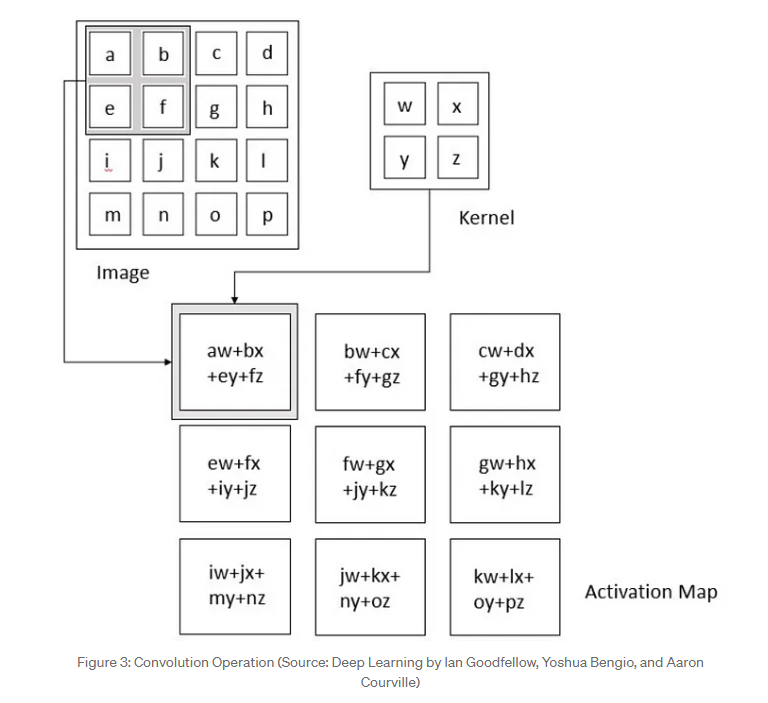 a b c d
e f g h
i j k l
m n o p
Image
w x
y z
Kernel
aw+bx
+ey+fz
bw+cx
+fy+gz
cw+dx
+gy+hz
ew+fx
+iy+jz
fw+gx
+jy+kz
gw+hx
+ky+lz
iw+jx+
my+nz
jw+kx+
ny+oz
kw+lx+
oy+pz
Activation Map
Figure 3: Convolution Operation (Source: Deep Learning by Ian Goodfellow, Yoshua Bengio, and Aaron
Courville)